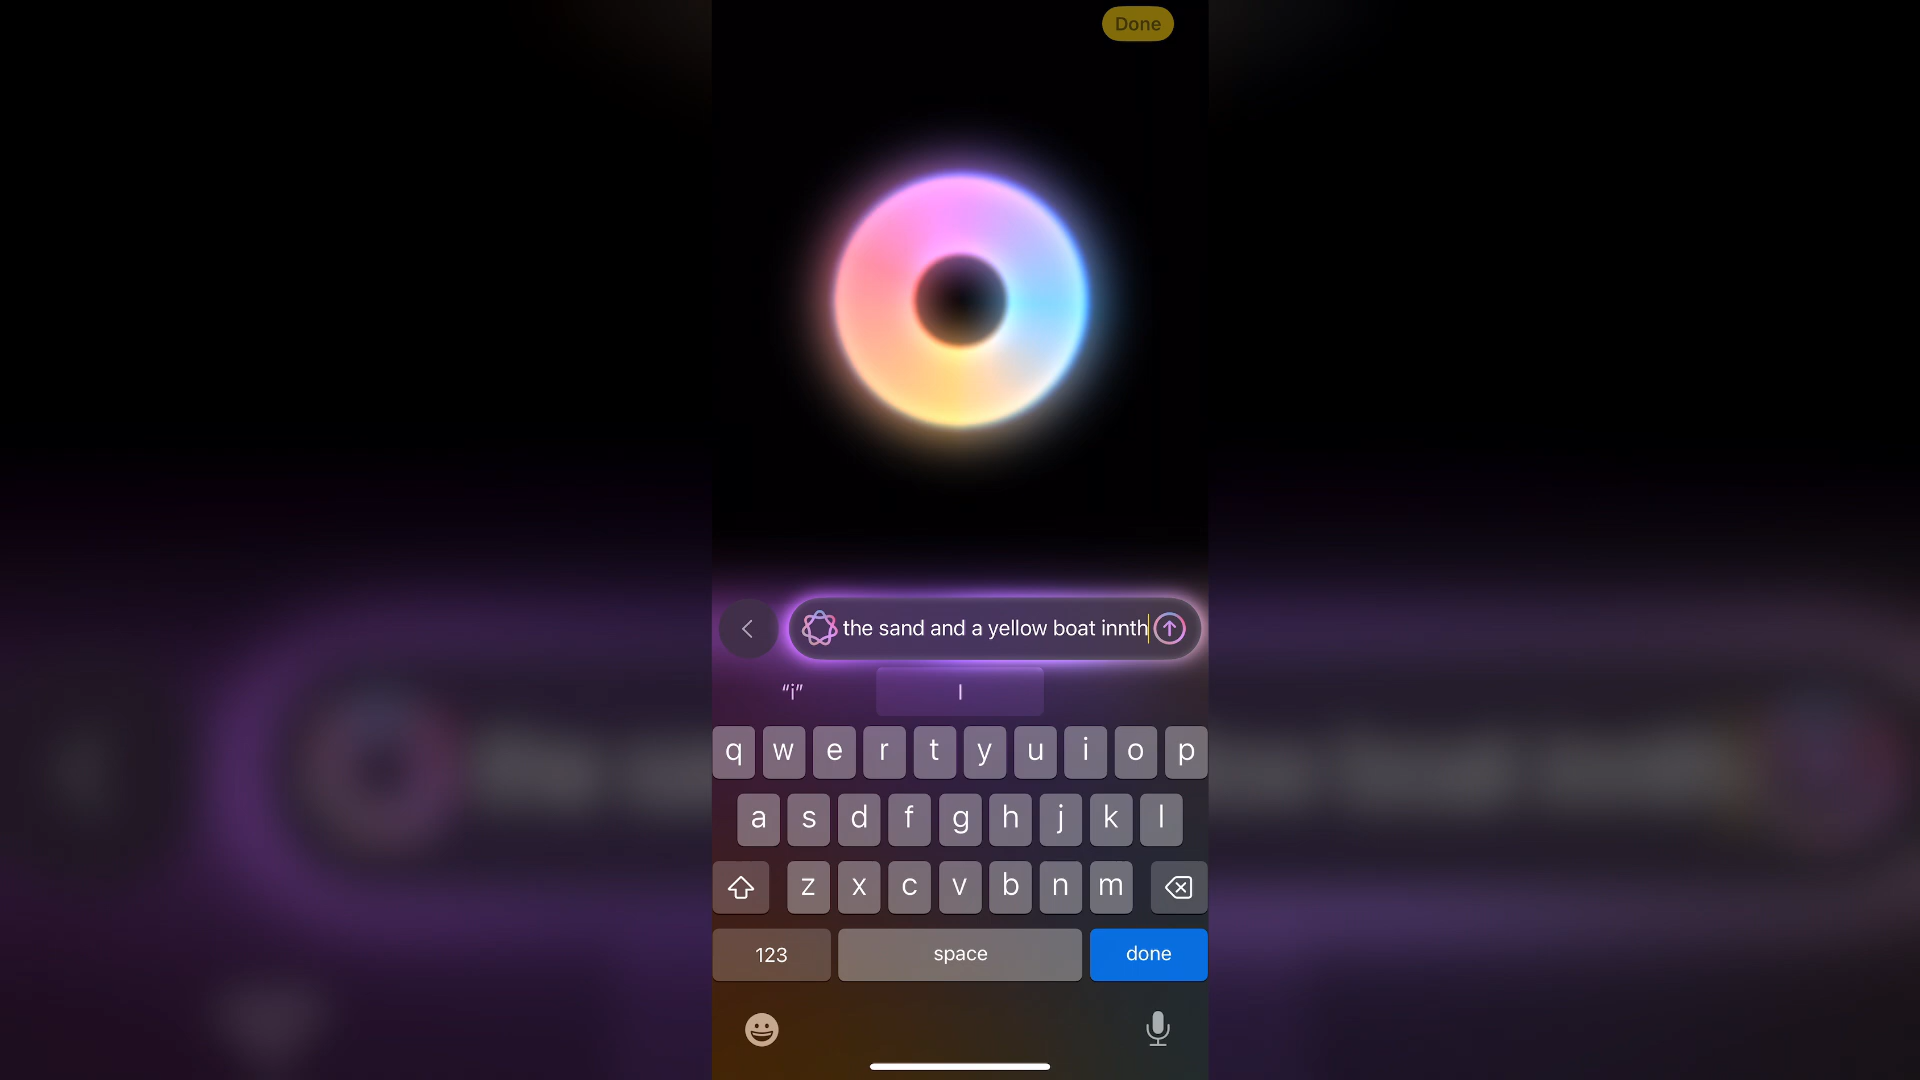 Done
the sand and a yellow boat innth
“i” I
q w e r t y u i o p
a s d f g h j k l
z x c v b n m
123 space done